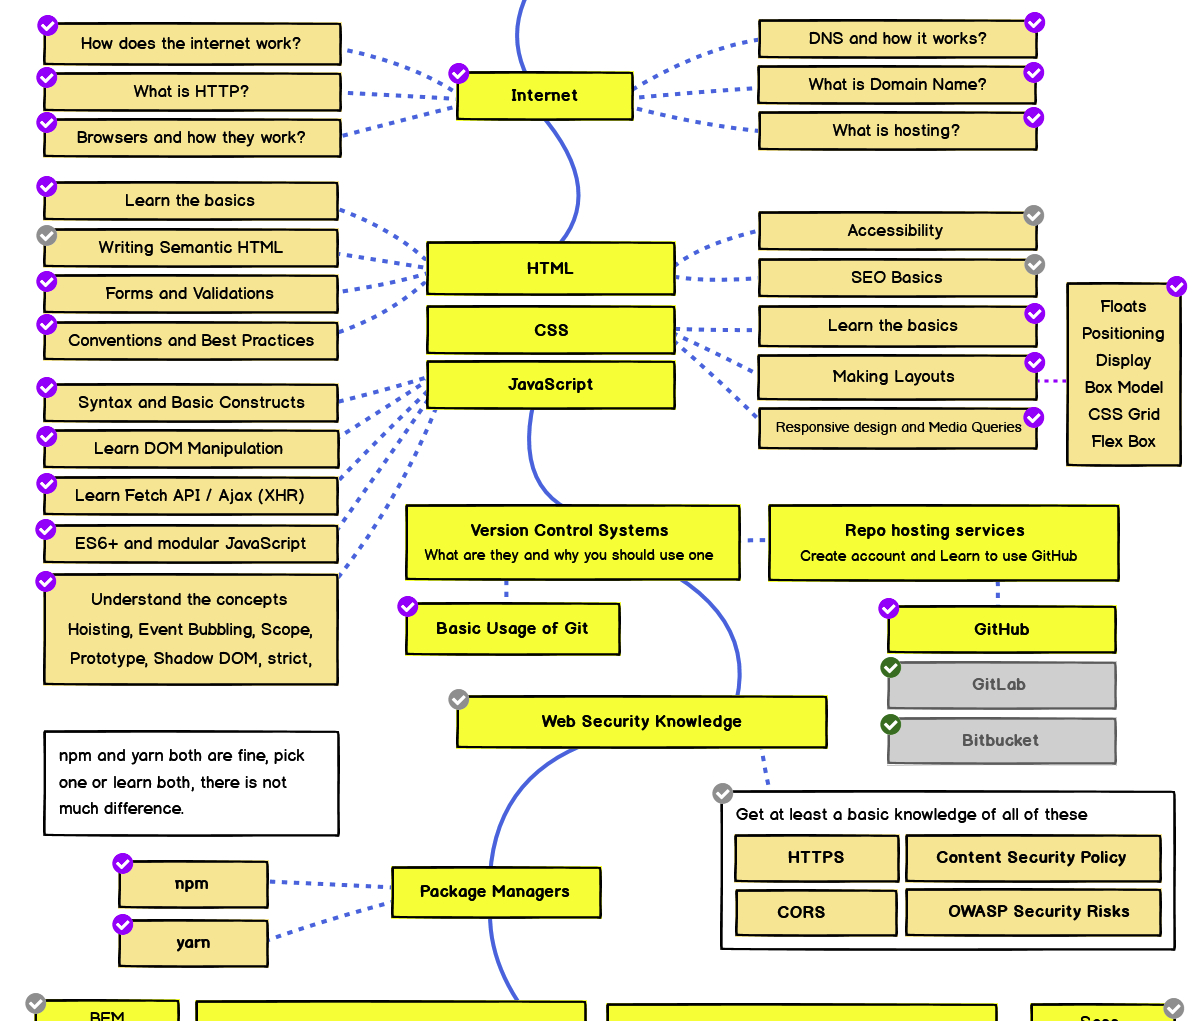 How does the internet work?
What is HTTP?
Browsers and how they work?
Internet
DNS and how it works?
What is Domain Name?
What is hosting?
Learn the basics
Writing Semantic HTML
Forms and Validations
Conventions and Best Practices
HTML
CSS
JavaScript
Accessibility
SEO Basics
Learn the basics
Making Layouts
Responsive design and Media Queries
Floats
Positioning
Display
Box Model
CSS Grid
Flex Box
Syntax and Basic Constructs
Learn DOM Manipulation
Learn Fetch API / Ajax (XHR)
ES6+ and modular JavaScript
Understand the concepts
Hoisting, Event Bubbling, Scope,
Prototype, Shadow DOM, strict,
Version Control Systems
What are they and why you should use one
Repo hosting services
Create account and Learn to use GitHub
Basic Usage of Git
GitHub
GitLab
Bitbucket
Web Security Knowledge
npm and yarn both are fine, pick
one or learn both, there is not
much difference.
Get at least a basic knowledge of all of these
HTTPS
Content Security Policy
CORS
OWASP Security Risks
npm
yarn
Package Managers
BEM